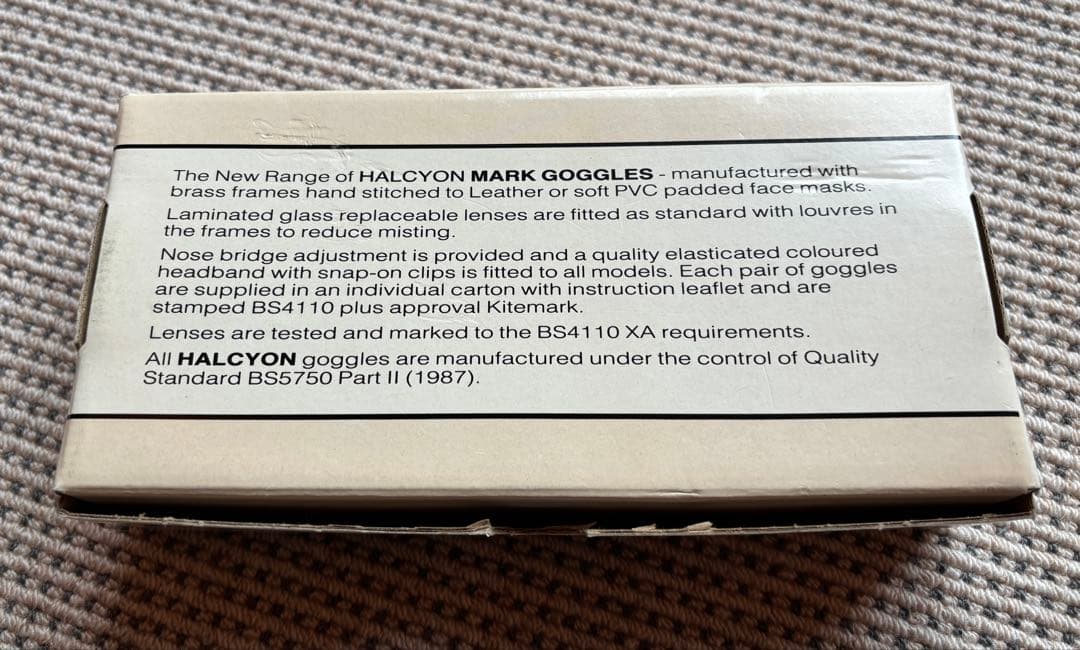 The New Range of HALCYON MARK GOGGLES - manufactured with
brass frames hand stitched to Leather or soft PVC padded face masks.
Laminated glass replaceable lenses are fitted as standard with louvres in
the frames to reduce misting.
Nose bridge adjustment is provided and a quality elasticated coloured
headband with snap-on clips is fitted to all models. Each pair of goggles
are supplied in an individual carton with instruction leaflet and are
stamped BS4110 plus approval Kitemark.
Lenses are tested and marked to the BS4110 XA requirements.
All HALCYON goggles are manufactured under the control of Quality
Standard BS5750 Part II (1987).